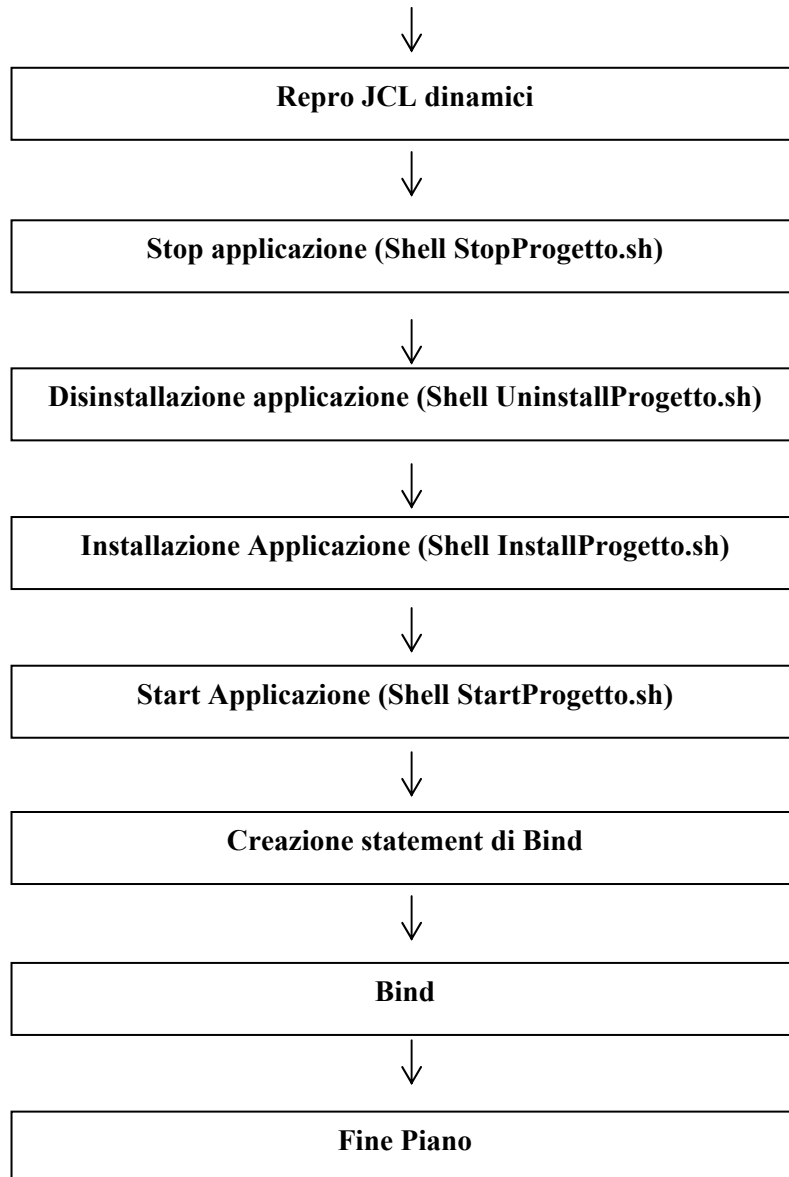 Repro JCL dinamici
Stop applicazione (Shell StopProgetto.sh)
Disinstallazione applicazione (Shell UninstallProgetto.sh)
Installazione Applicazione (Shell InstallProgetto.sh)
Start Applicazione (Shell StartProgetto.sh)
Creazione statement di Bind
Bind
Fine Piano